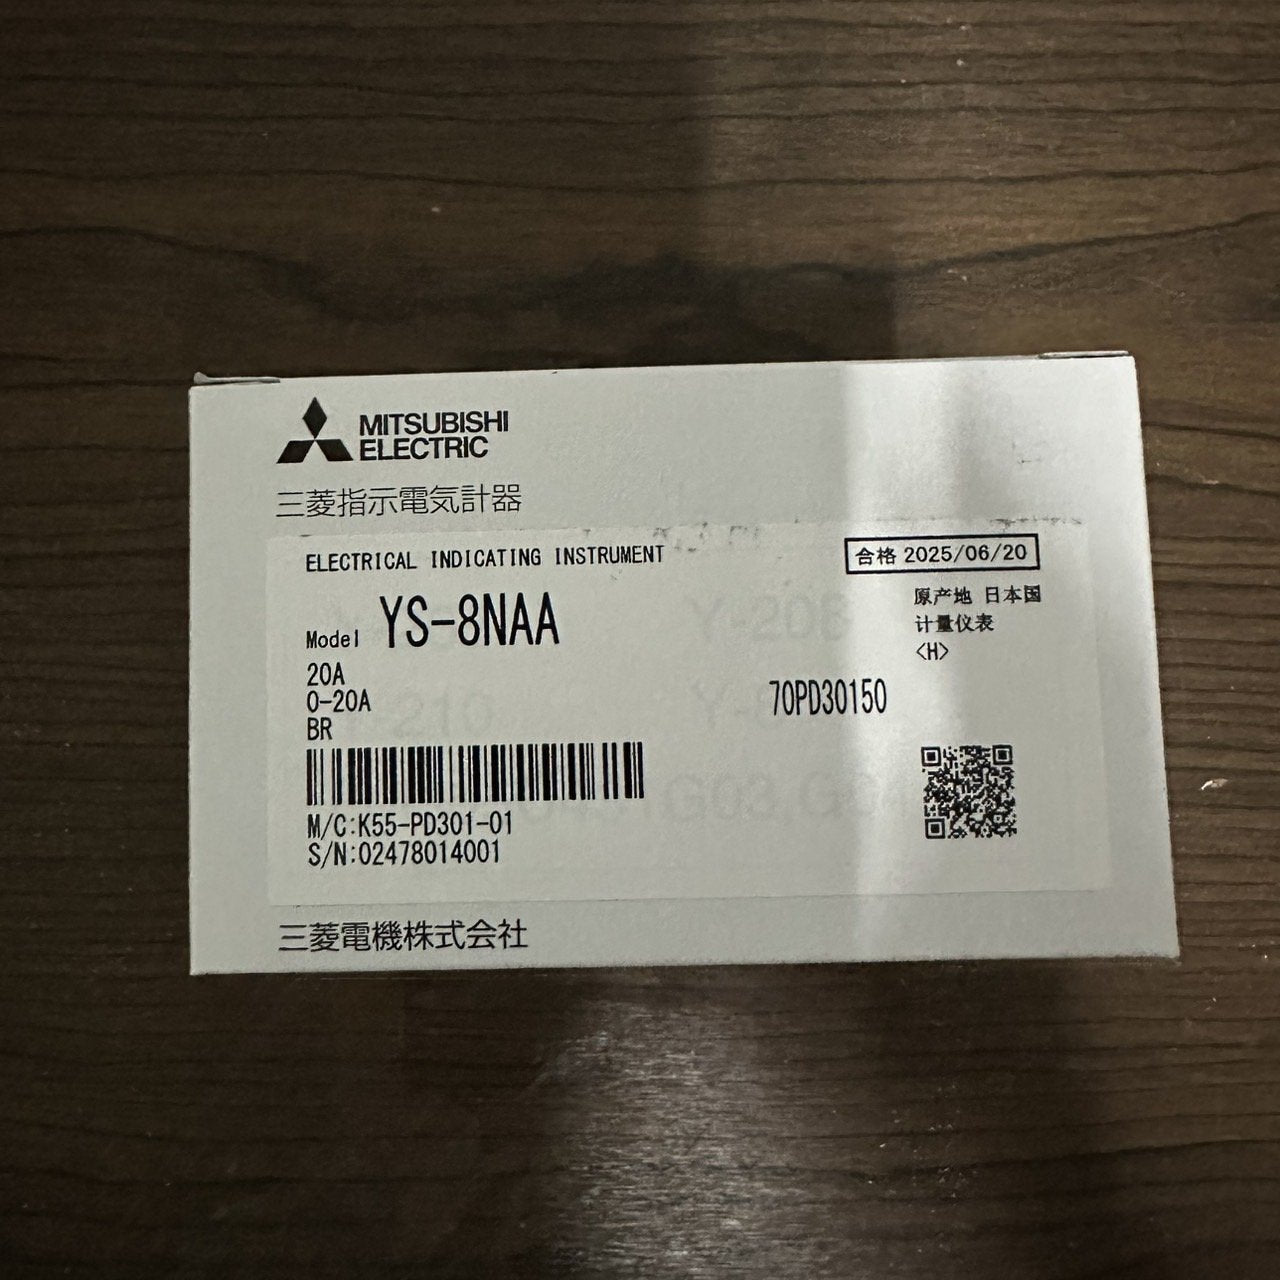 MITSUBISHI
ELECTRIC
三菱指示電気計器
ELECTRICAL INDICATING INSTRUMENT
合格 2025/06/20
Model YS-8NAA
原产地 日本国
计量仪表
<H>
20A
0-20A
BR
70PD30150
M/C:K55-PD301-01
S/N:02478014001
三菱電機株式会社